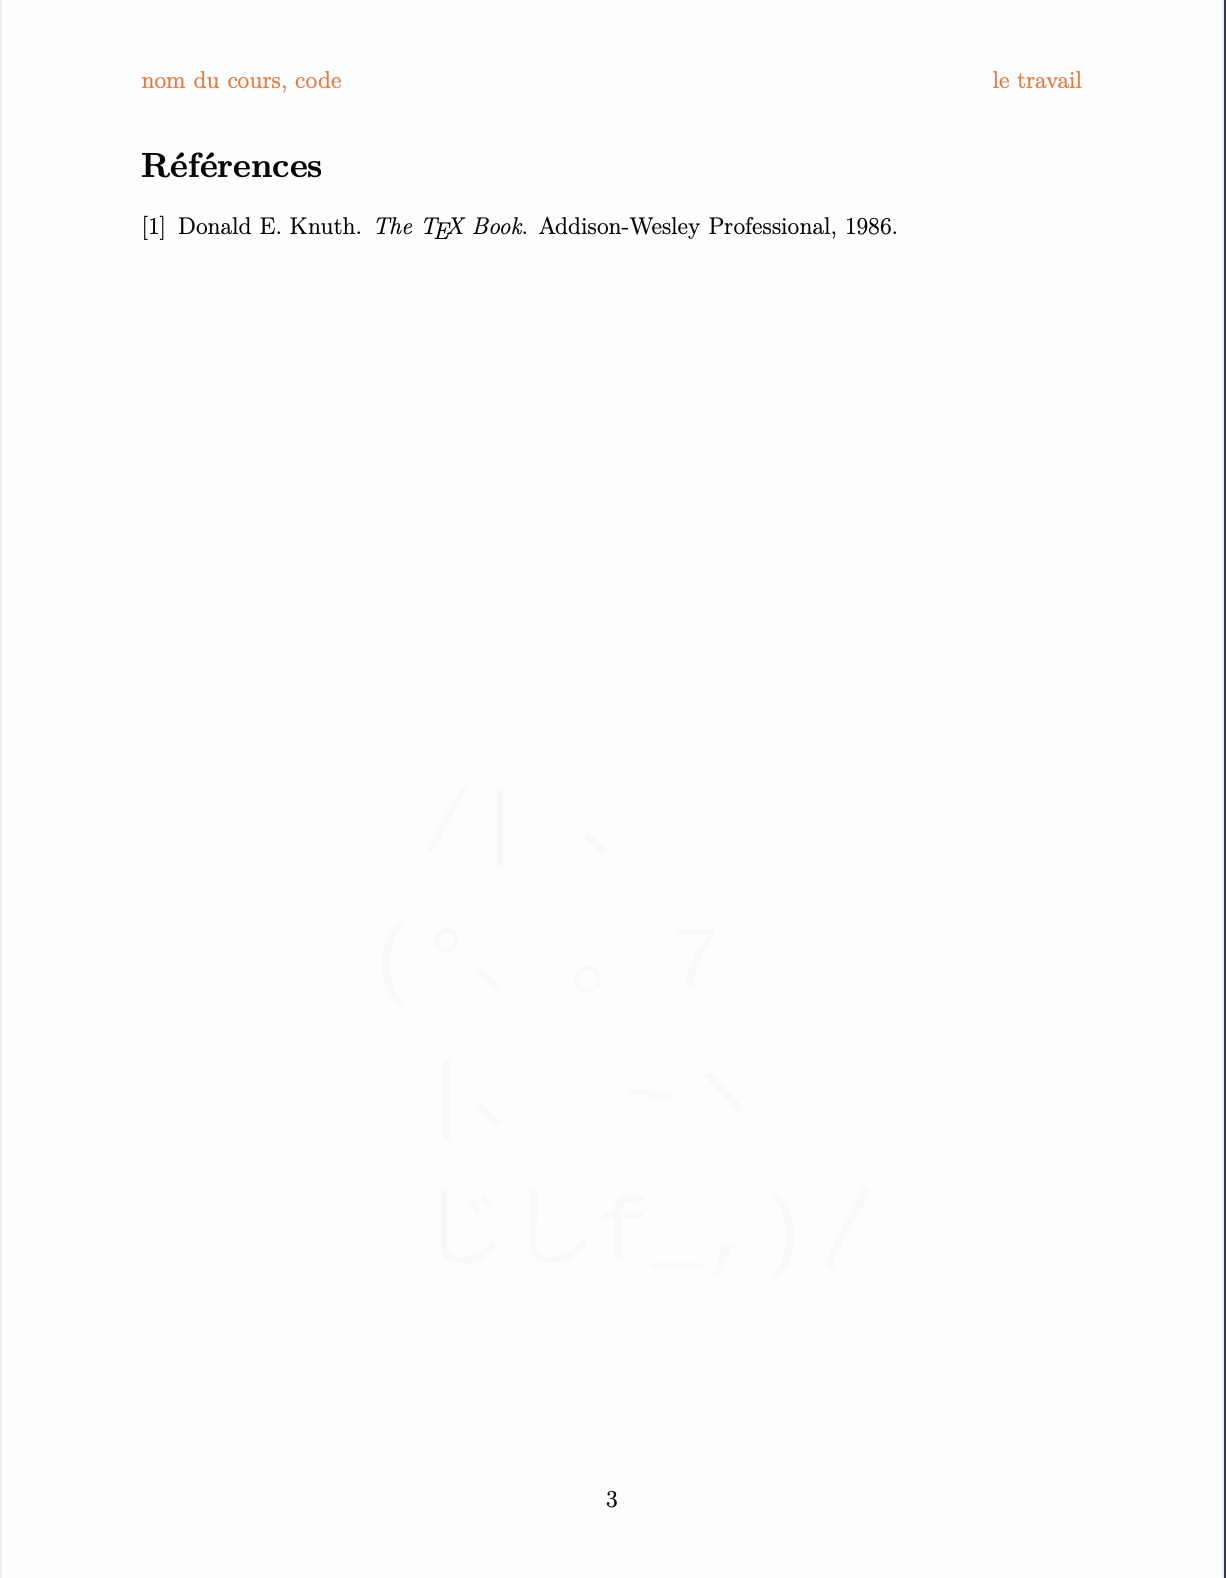 nom du cours, code le travail
Références
[1] Donald E. Knuth. The TEX Book. Addison-Wesley Professional, 1986.
/| 、
(°、 。 7
|、 ~ヽ
じしf_,)/
3